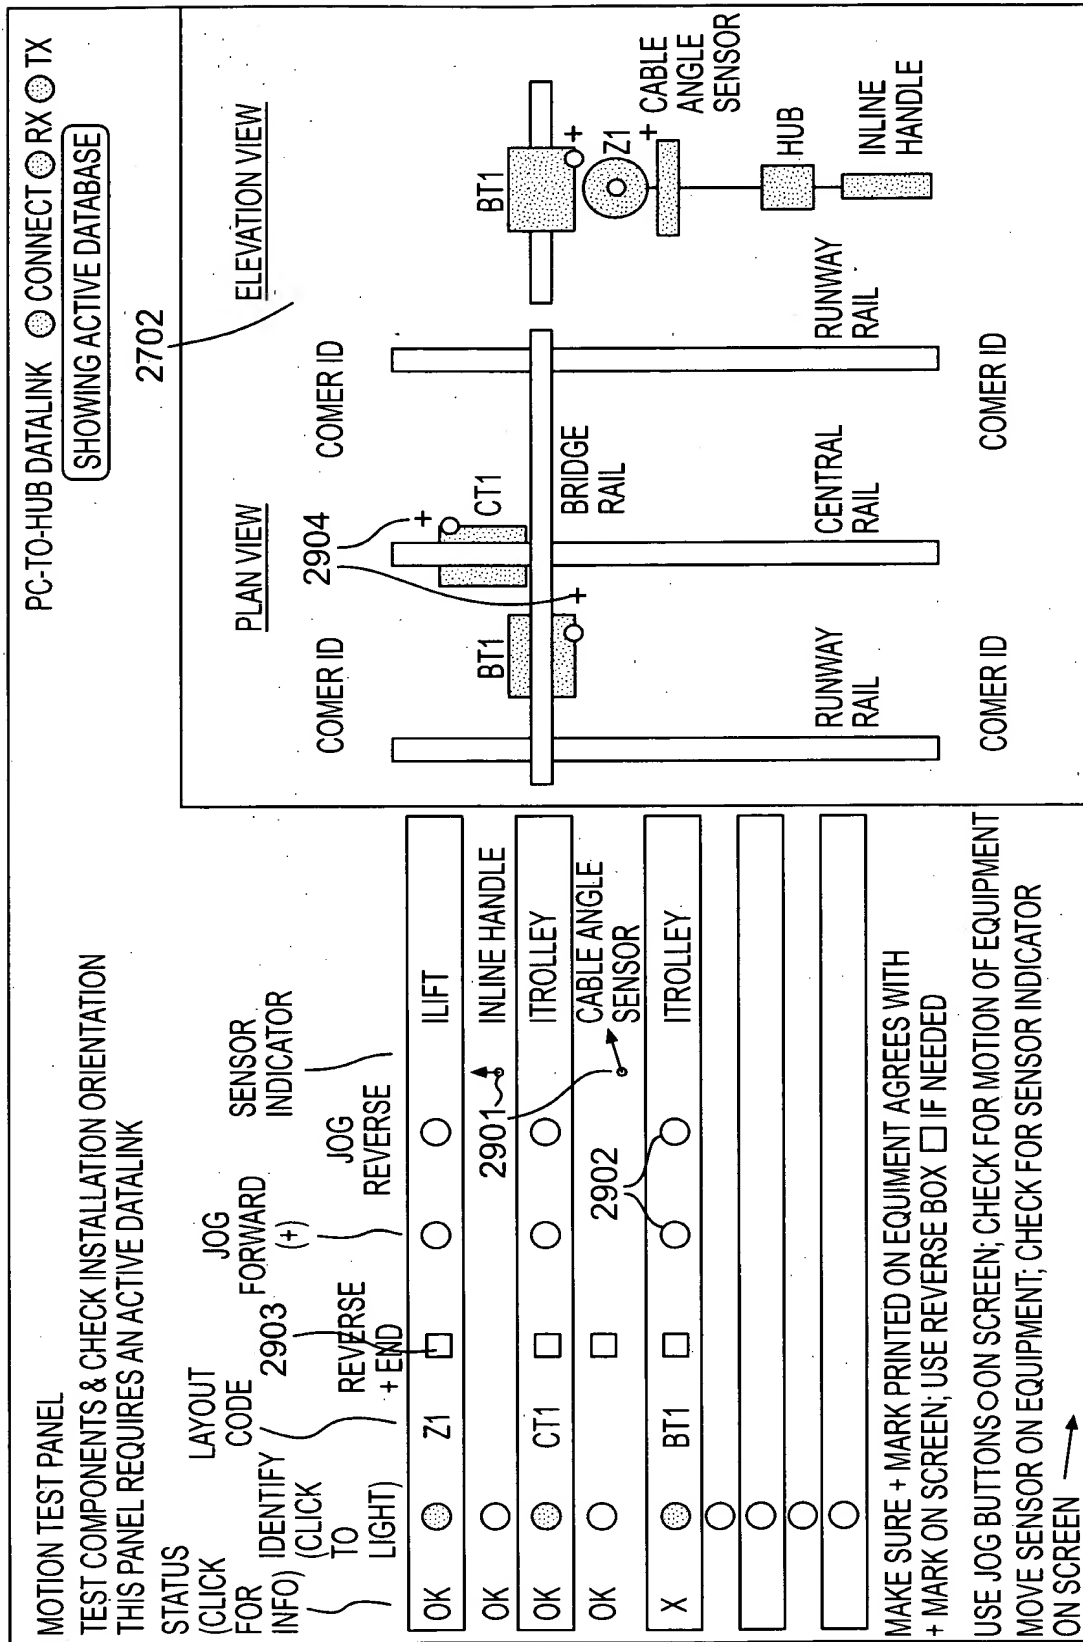 MOTION TEST PANEL
TEST COMPONENTS & CHECK INSTALLATION ORIENTATION
THIS PANEL REQUIRES AN ACTIVE DATALINK
PC-TO-HUB DATALINK CONNECT RX TX
SHOWING ACTIVE DATABASE
2702
STATUS
(CLICK
FOR
INFO)
IDENTIFY
(CLICK
TO
LIGHT)
LAYOUT
CODE
2903
REVERSE
+ END
JOG
FORWARD
(+)
JOG
REVERSE
SENSOR
INDICATOR
OK Z1 ILIFT
OK INLINE HANDLE
2901
OK CT1 ITROLLEY
OK CABLE ANGLE
SENSOR
2902
X BT1 ITROLLEY
MAKE SURE + MARK PRINTED ON EQUIMENT AGREES WITH
+ MARK ON SCREEN; USE REVERSE BOX □ IF NEEDED
USE JOG BUTTONS ○ ON SCREEN; CHECK FOR MOTION OF EQUIPMENT
MOVE SENSOR ON EQUIPMENT; CHECK FOR SENSOR INDICATOR
ON SCREEN →
PLAN VIEW
COMER ID
COMER ID
2904
+
CT1
BT1
+
BRIDGE
RAIL
RUNWAY
RAIL
CENTRAL
RAIL
RUNWAY
RAIL
COMER ID
COMER ID
ELEVATION VIEW
BT1
+
Z1
+
CABLE
ANGLE
SENSOR
HUB
INLINE
HANDLE